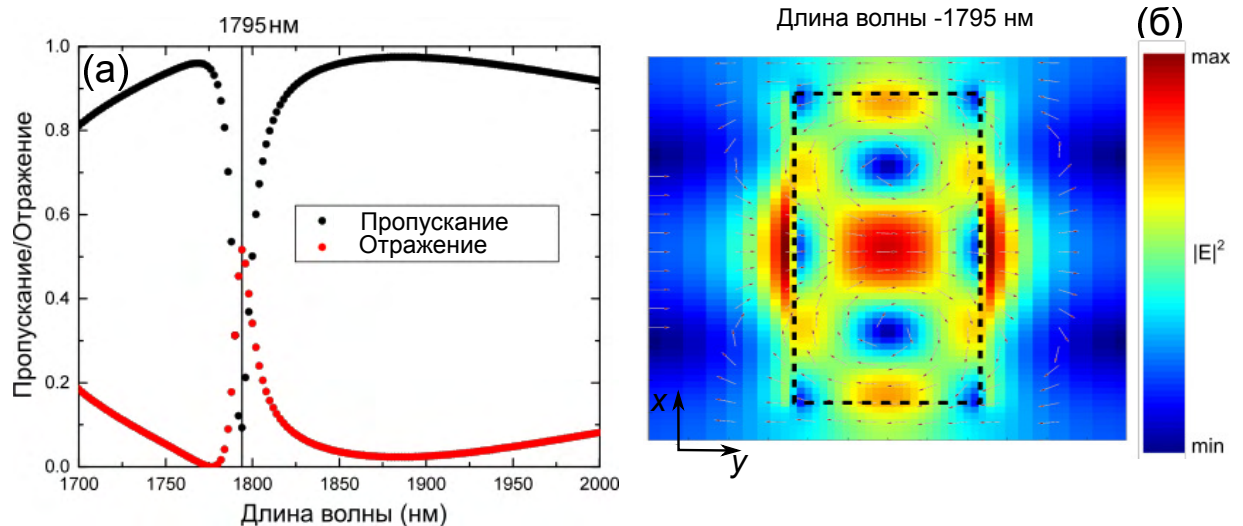 1795нм
(а)
1.0
0.8
0.6
0.4
0.2
0.0
Пропускание/Отражение
Пропускание
Отражение
1700 1750 1800 1850 1900 1950 2000
Длина волны (нм)
Длина волны -1795 нм
(б)
max
|E|²
min
x
y